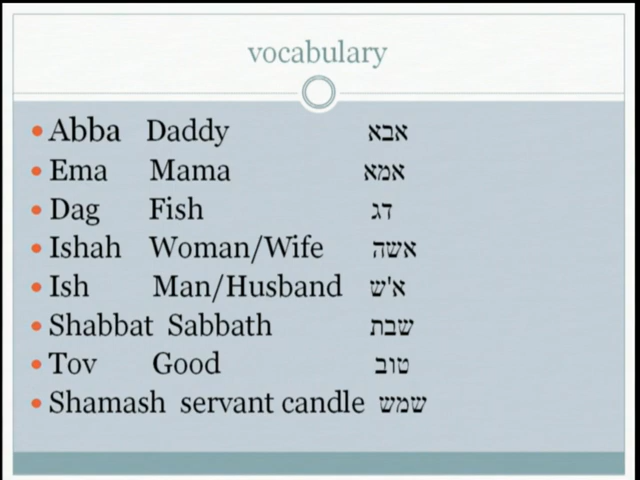 vocabulary
• Abba Daddy אבא
• Ema Mama אמא
• Dag Fish דג
• Ishah Woman/Wife אשה
• Ish Man/Husband א'ש
• Shabbat Sabbath שבת
• Tov Good טוב
• Shamash servant candle שמש